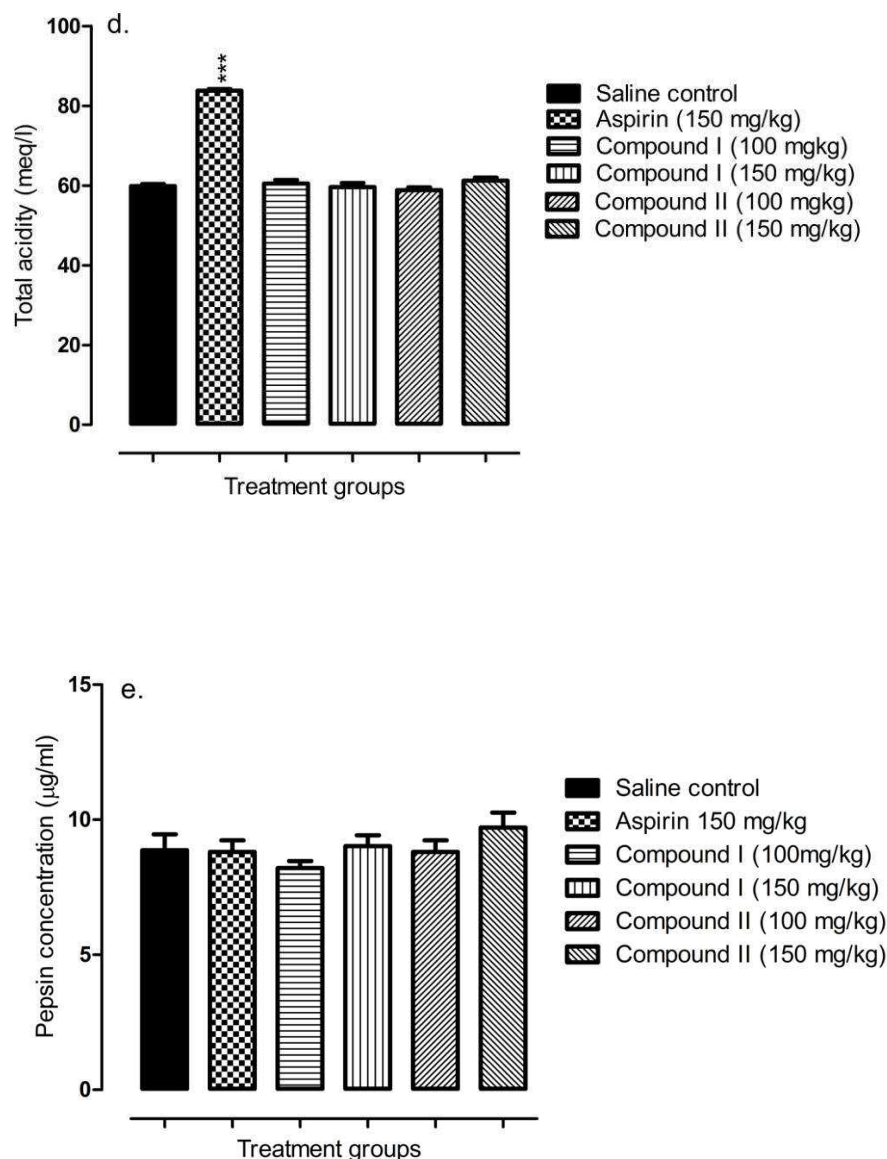 d.
100
80
60
40
20
0
Total acidity (meq/l)
***
Treatment groups
Saline control
Aspirin (150 mg/kg)
Compound I (100 mgkg)
Compound I (150 mg/kg)
Compound II (100 mgkg)
Compound II (150 mg/kg)
e.
15
10
5
0
Pepsin concentration (μg/ml)
Treatment groups
Saline control
Aspirin 150 mg/kg
Compound I (100mg/kg)
Compound I (150 mg/kg)
Compound II (100 mg/kg)
Compound II (150 mg/kg)